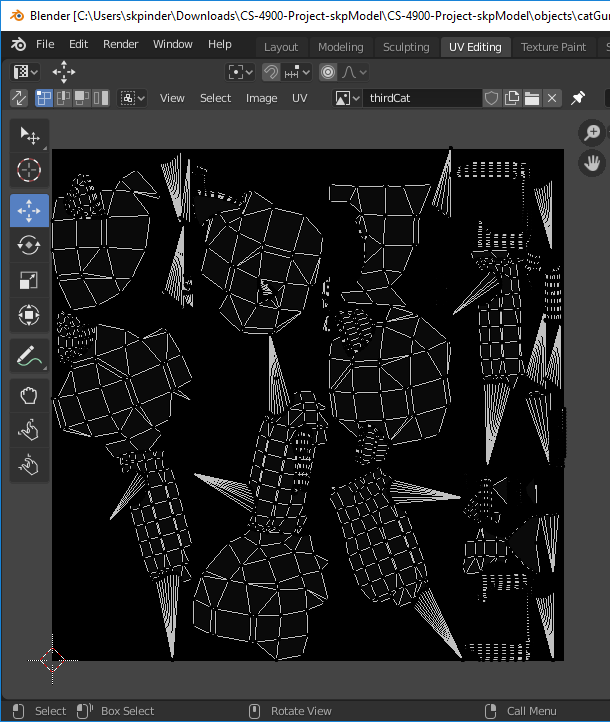 Blender [C:\Users\skpinder\Downloads\CS-4900-Project-skpModel\CS-4900-Project-skpModel\objects\catGun
File Edit Render Window Help Layout Modeling Sculpting UV Editing Texture Paint S
View Select Image UV thirdCat
Select Box Select Rotate View Call Menu